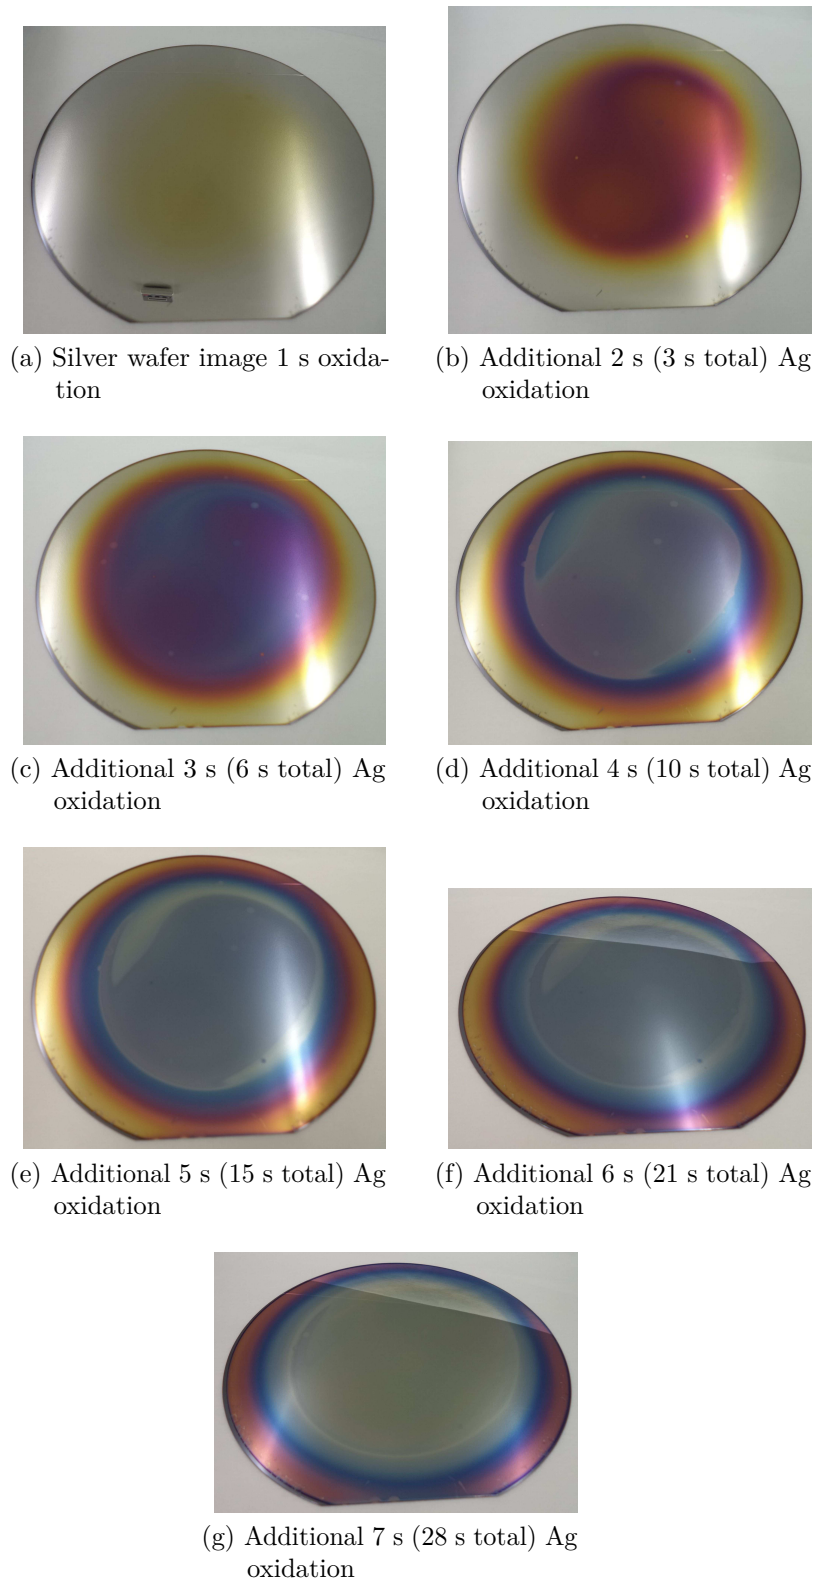 (a) Silver wafer image 1 s oxida-
tion
(b) Additional 2 s (3 s total) Ag
oxidation
(c) Additional 3 s (6 s total) Ag
oxidation
(d) Additional 4 s (10 s total) Ag
oxidation
(e) Additional 5 s (15 s total) Ag
oxidation
(f) Additional 6 s (21 s total) Ag
oxidation
(g) Additional 7 s (28 s total) Ag
oxidation